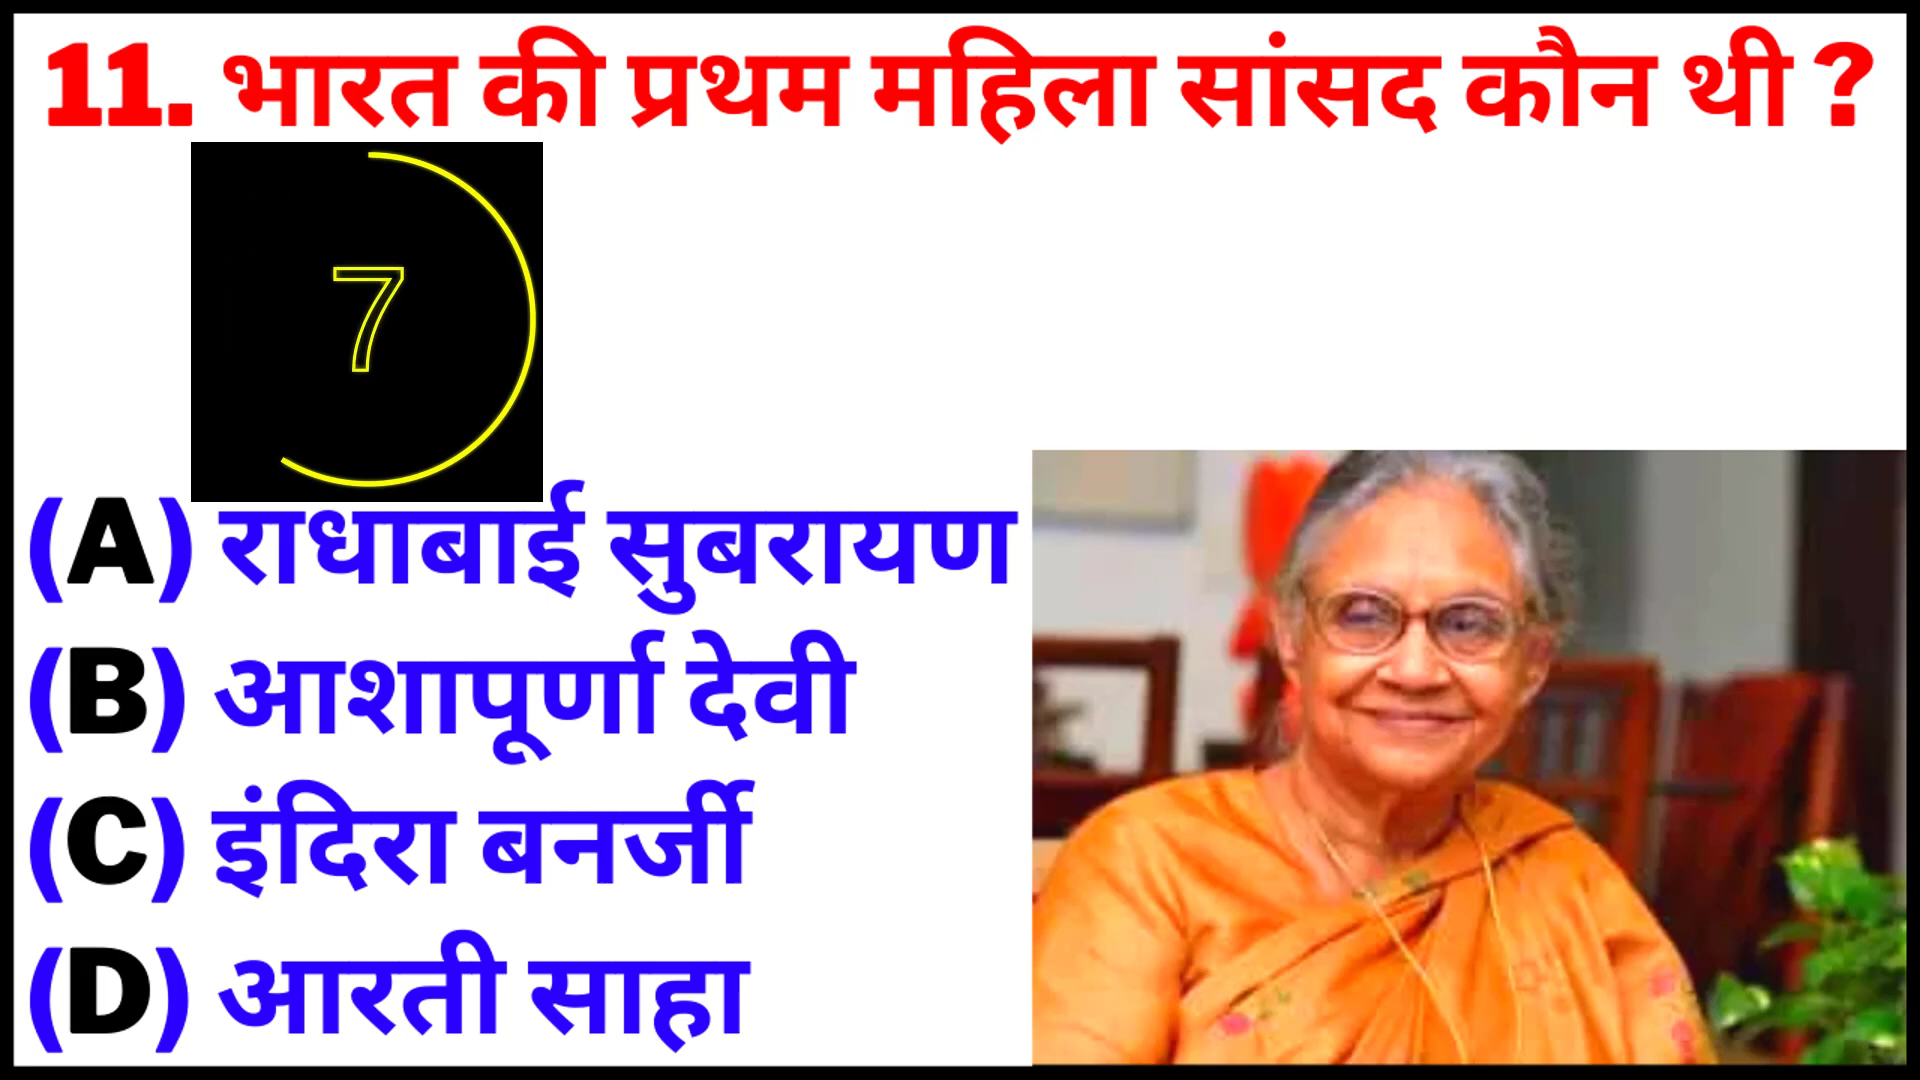 11. भारत की प्रथम महिला सांसद कौन थी ?
7
(A) राधाबाई सुबरायण
(B) आशापूर्णा देवी
(C) इंदिरा बनर्जी
(D) आरती साहा